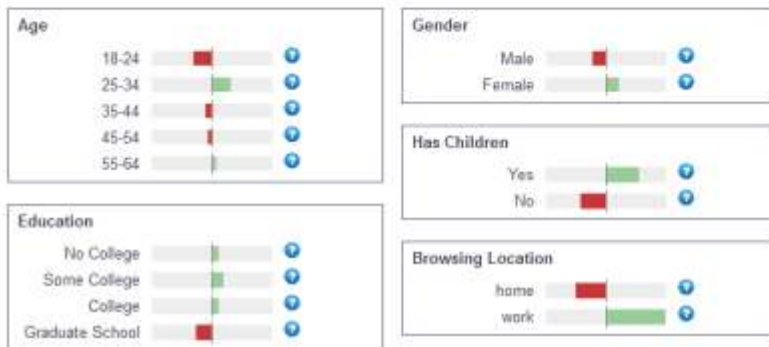 Age
18-24
25-34
35-44
45-54
55-64
Education
No College
Some College
College
Graduate School
Gender
Male
Female
Has Children
Yes
No
Browsing Location
home
work